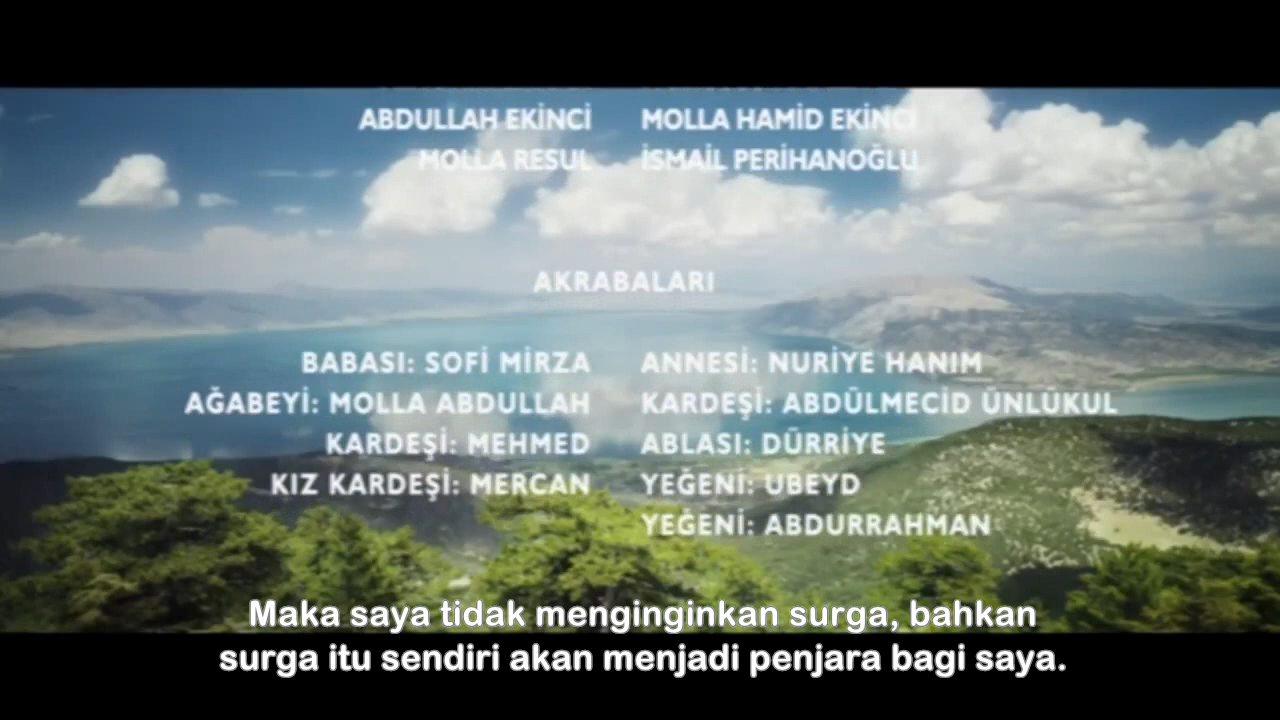 ABDULLAH EKİNCİ MOLLA HAMİD EKİNCİ
MOLLA RESUL İSMAİL PERİHANOĞLU
AKRABALARI
BABASI: SOFİ MİRZA ANNESİ: NURİYE HANIM
AĞABEYİ: MOLLA ABDULLAH KARDEŞİ: ABDÜLMECİD ÜNLÜKUL
KARDEŞİ: MEHMED ABLASI: DÜRRİYE
KIZ KARDEŞİ: MERCAN YEĞENİ: UBEYD
YEĞENİ: ABDURRAHMAN
Maka saya tidak menginginkan surga, bahkan
surga itu sendiri akan menjadi penjara bagi saya.